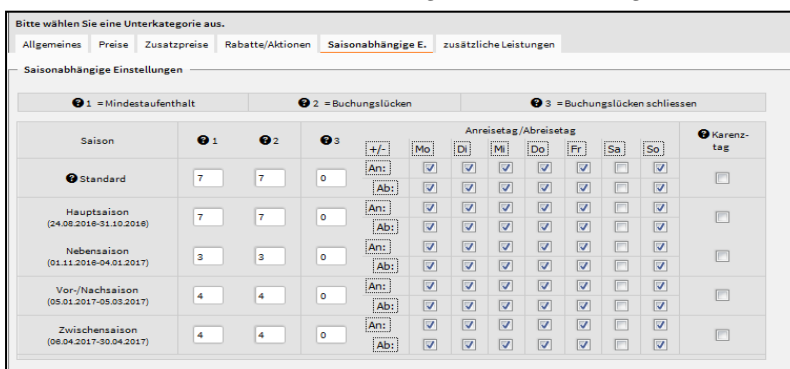 Bitte wählen Sie eine Unterkategorie aus.
Allgemeines Preise Zusatzpreise Rabatte/Aktionen Saisonabhängige E. zusätzliche Leistungen
Saisonabhängige Einstellungen
? 1 = Mindestaufenthalt ? 2 = Buchungslücken ? 3 = Buchungslücken schliessen
Saison ? 1 ? 2 ? 3 Anreisetag/Abreisetag ? Karenz-
+/- Mo Di Mi Do Fr Sa So tag
? Standard 7 7 0 An:
Ab:
Hauptsaison 7 7 0 An:
(24.08.2016-31.10.2016) Ab:
Nebensaison 3 3 0 An:
(01.11.2016-04.01.2017) Ab:
Vor-/Nachsaison 4 4 0 An:
(05.01.2017-05.03.2017) Ab:
Zwischensaison 4 4 0 An:
(06.04.2017-30.04.2017) Ab: